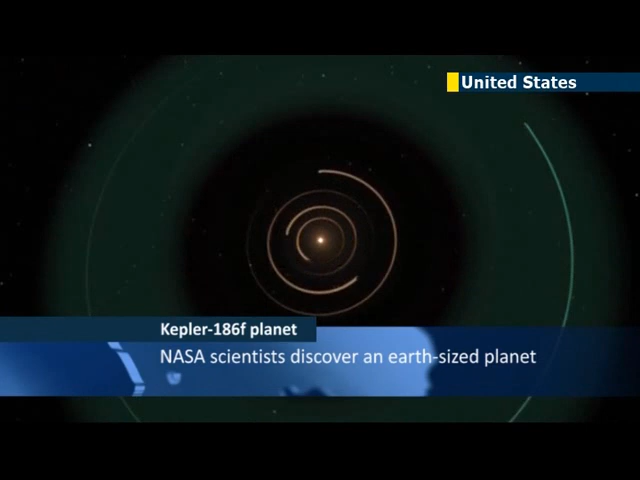 United States
Kepler-186f planet
NASA scientists discover an earth-sized planet